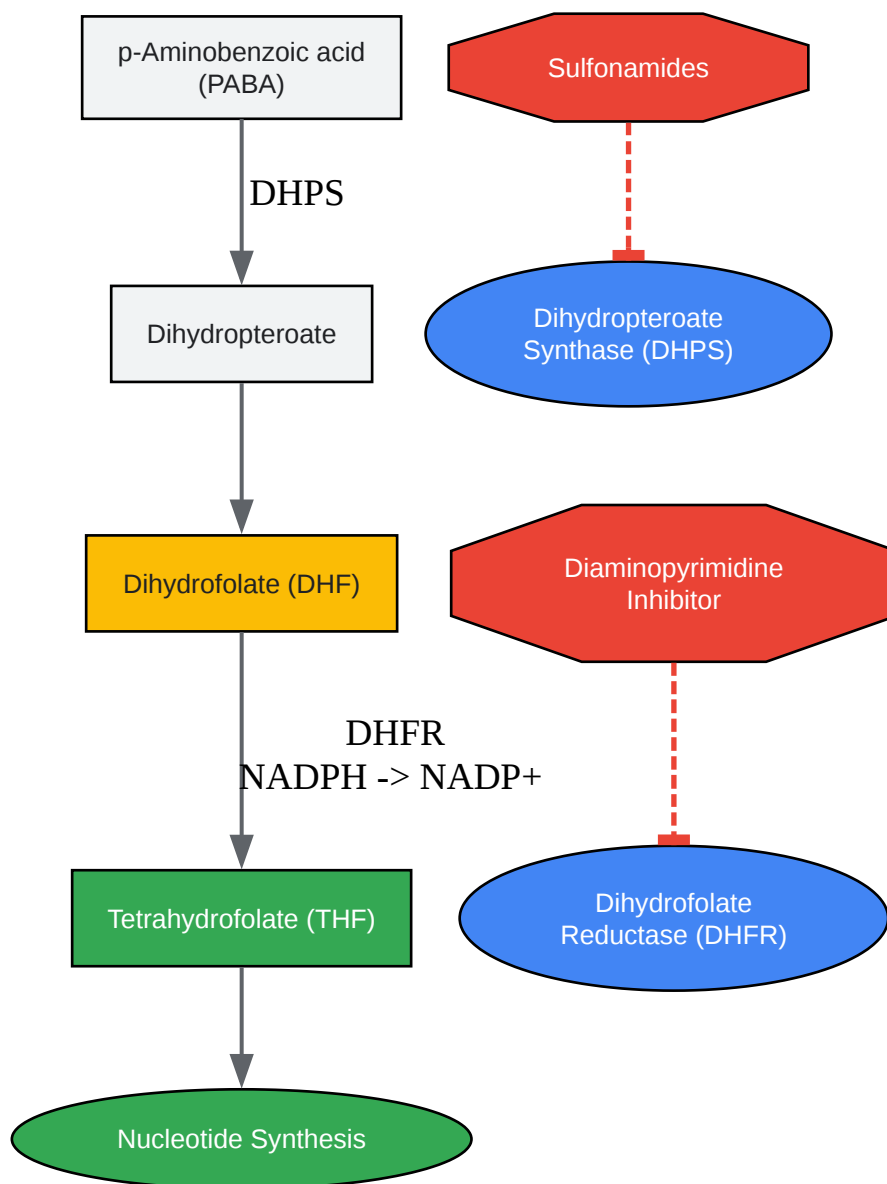 p-Aminobenzoic acid
(PABA)
Sulfonamides
DHPS
Dihydropteroate
Dihydropteroate
Synthase (DHPS)
Dihydrofolate (DHF)
Diaminopyrimidine
Inhibitor
DHFR
NADPH -> NADP+
Tetrahydrofolate (THF)
Dihydrofolate
Reductase (DHFR)
Nucleotide Synthesis